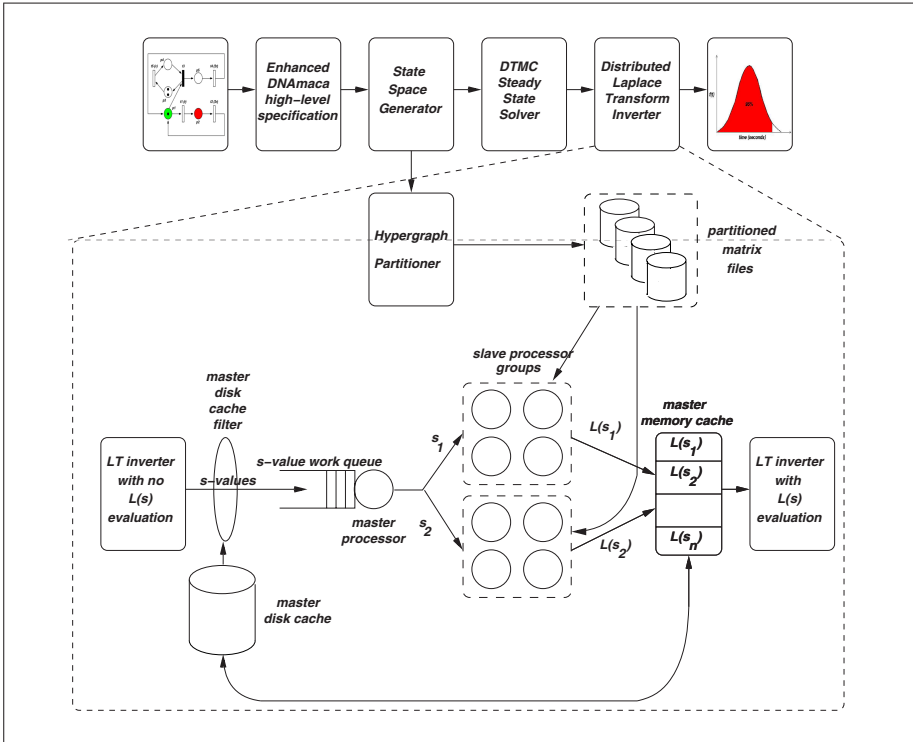 Enhanced
DNAmaca
high-level
specification
State
Space
Generator
DTMC
Steady
State
Solver
Distributed
Laplace
Transform
Inverter
f(t)
time (seconds)
Hypergraph
Partitioner
partitioned
matrix
files
slave processor
groups
master
disk
cache
filter
master
memory cache
LT inverter
with no
L(s)
evaluation
s-values
s-value work queue
master
processor
s1
s2
L(s1)
L(s2)
L(s1)
L(s2)
L(sn)
LT inverter
with
L(s)
evaluation
master
disk cache